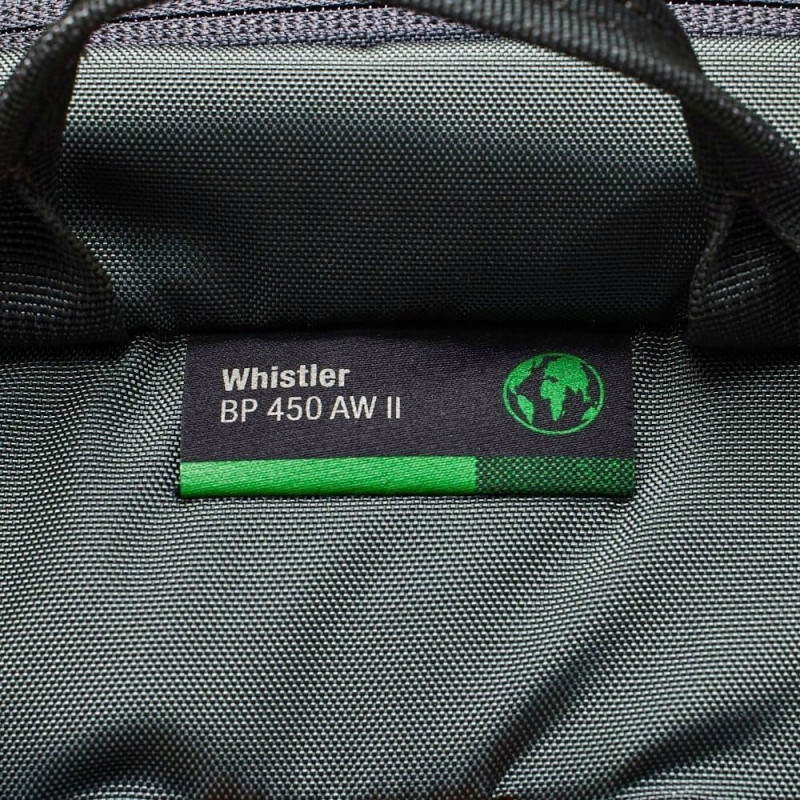 Whistler
BP 450 AW II